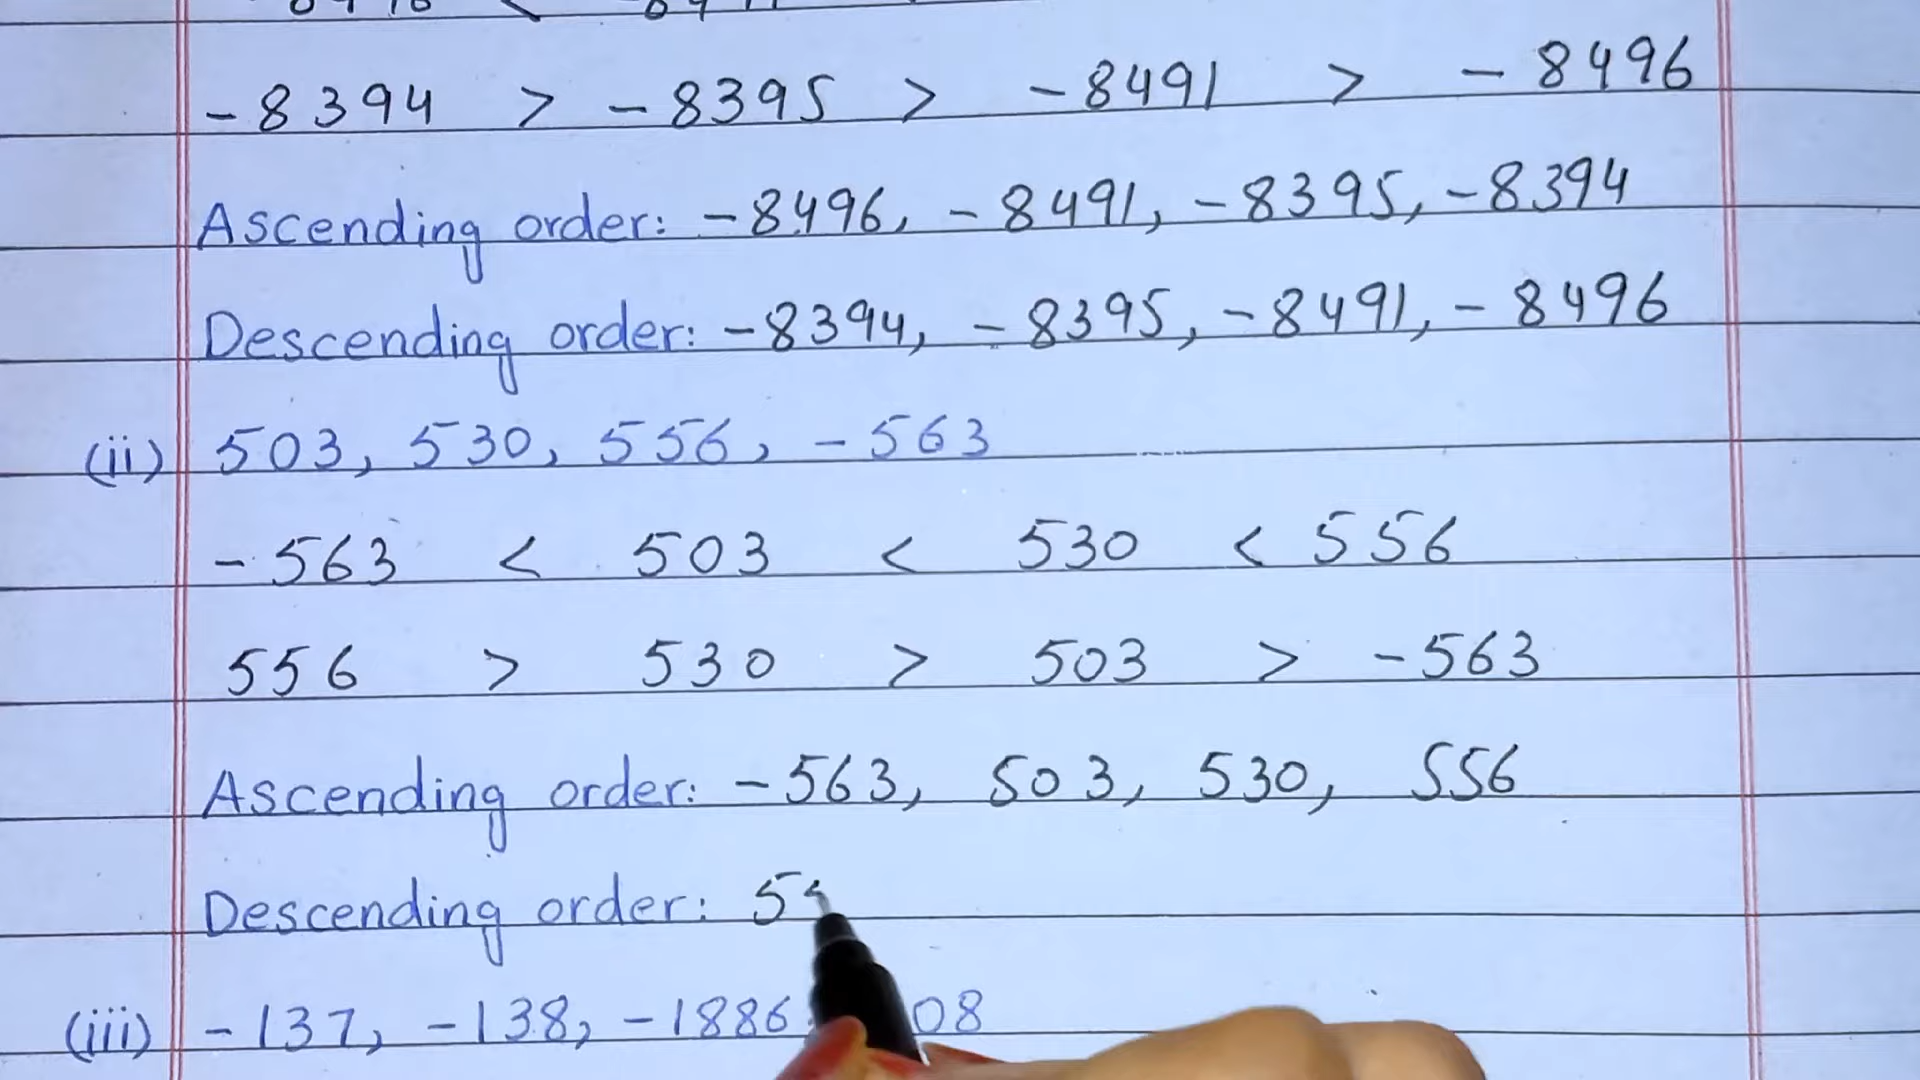 -8394 > -8395 > -8491 > -8496
Ascending order: -8496, -8491, -8395, -8394
Descending order: -8394, -8395, -8491, -8496
(ii) 503, 530, 556, -563
-563 < 503 < 530 < 556
556 > 530 > 503 > -563
Ascending order: -563, 503, 530, 556
Descending order: 55
(iii) -137, -138, -1886 08